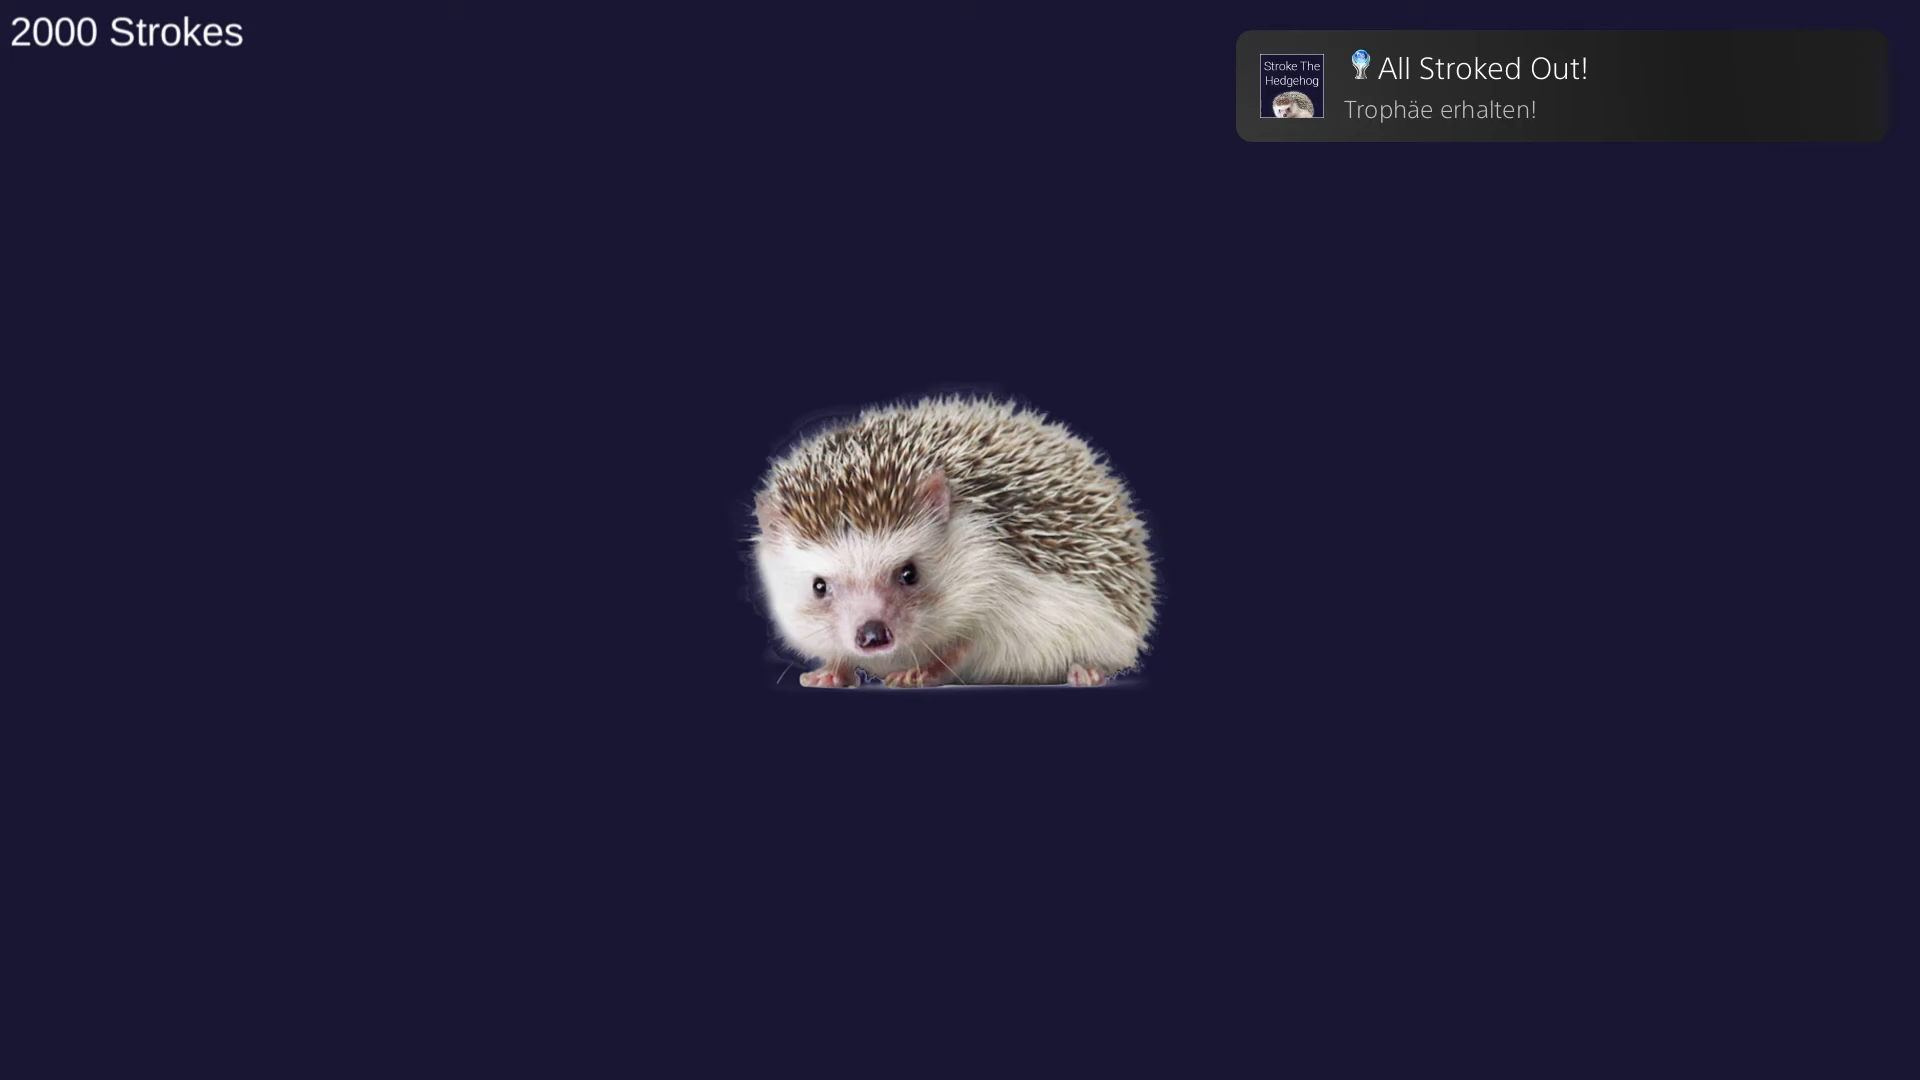 2000 Strokes
Stroke The
Hedgehog
All Stroked Out!
Trophäe erhalten!